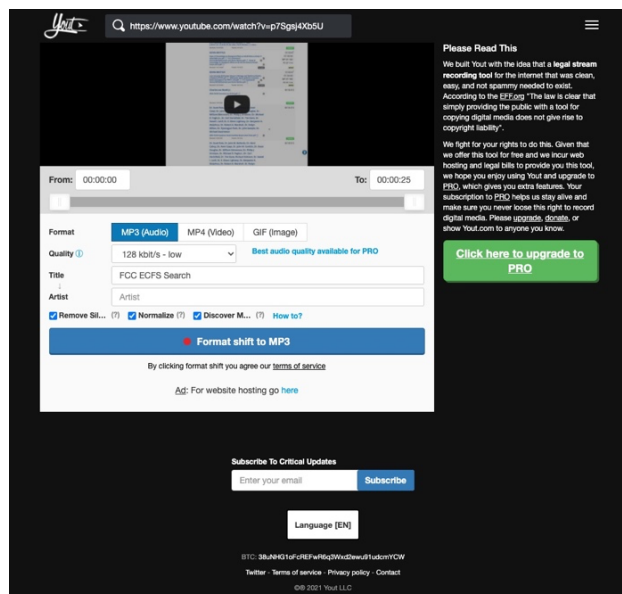 Yout
https://www.youtube.com/watch?v=p7Sgsj4Xb5U
From: 00:00:00
To: 00:00:25
Format
MP3 (Audio)
MP4 (Video)
GIF (Image)
Quality
128 kbit/s - low
Best audio quality available for PRO
Title
FCC ECFS Search
↓
Artist
Artist
Remove Sil... (?)
Normalize (?)
Discover M... (?)
How to?
Format shift to MP3
By clicking format shift you agree our terms of service
Ad: For website hosting go here
Please Read This
We built Yout with the idea that a legal stream
recording tool for the internet that was clean,
easy, and not spammy needed to exist.
According to the EFF.org "The law is clear that
simply providing the public with a tool for
copying digital media does not give rise to
copyright liability".
We fight for your rights to do this. Given that
we offer this tool for free and we incur web
hosting and legal bills to provide you this tool,
we hope you enjoy using Yout and upgrade to
PRO, which gives you extra features. Your
subscription to PRO helps us stay alive and
make sure you never loose this right to record
digital media. Please upgrade, donate, or
show Yout.com to anyone you know.
Click here to upgrade to
PRO
Subscribe To Critical Updates
Enter your email
Subscribe
Language [EN]
BTC: 38uNHG1oFcREFwR6q3Wxd2ewu91udcmYCW
Twitter - Terms of service - Privacy policy - Contact
©® 2021 Yout LLC